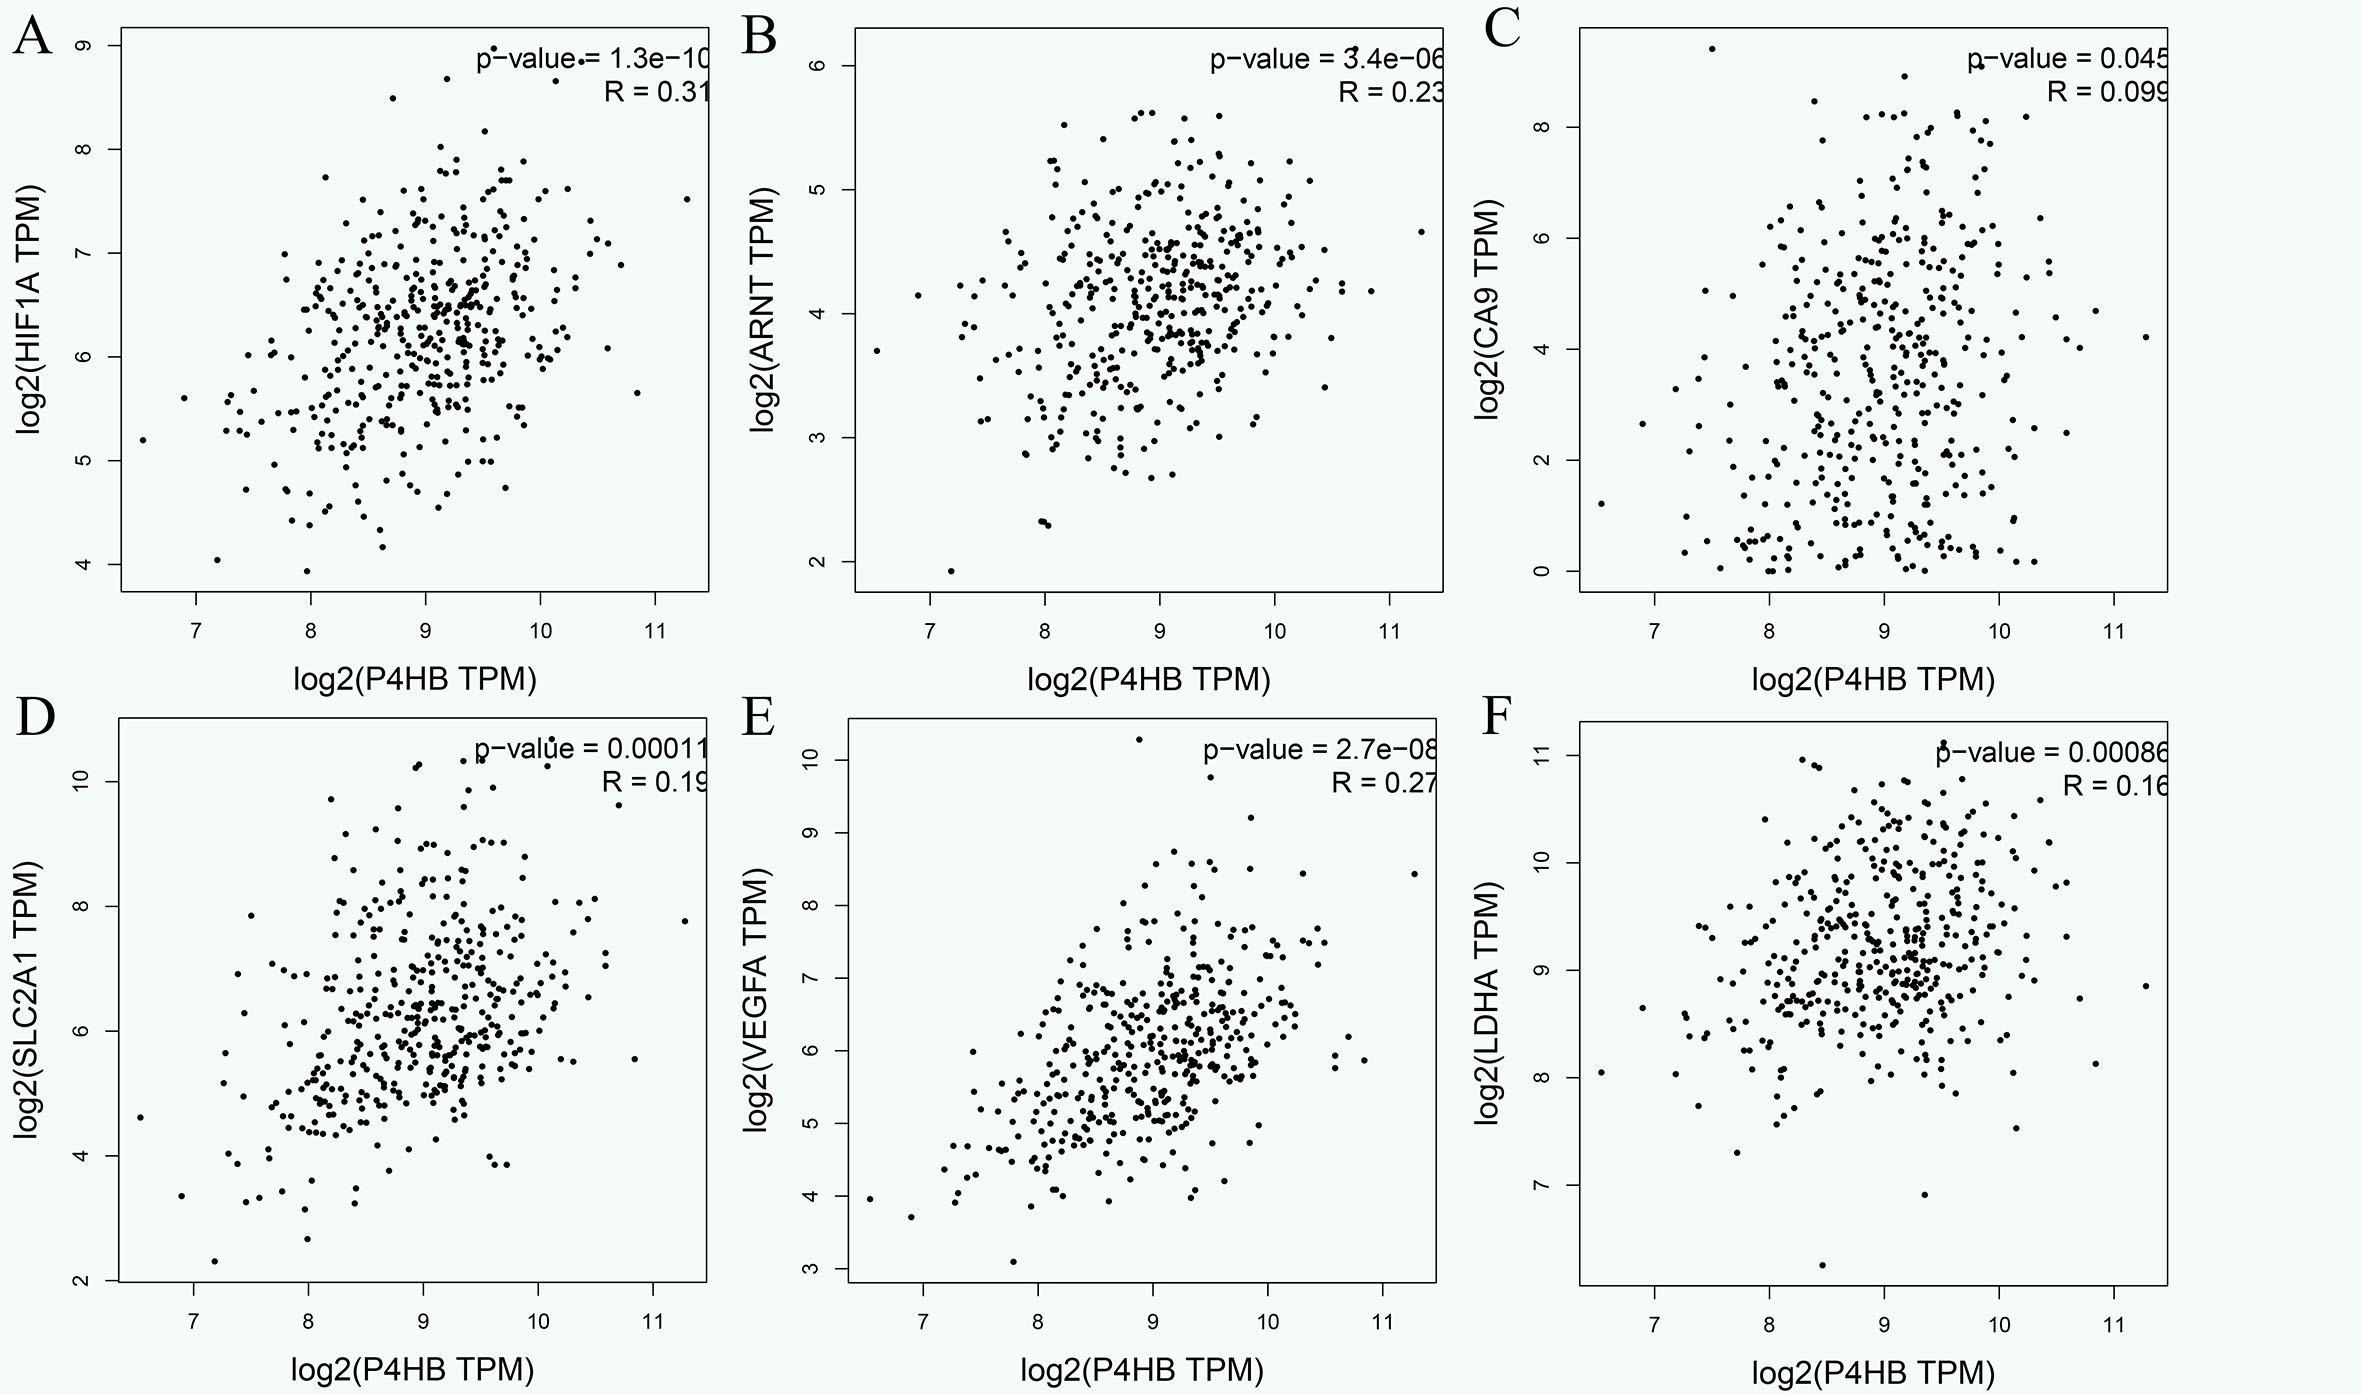 A
p−value = 1.3e−10
R = 0.31
9
8
7
6
5
4
log2(HIF1A TPM)
7 8 9 10 11
log2(P4HB TPM)
B
p−value = 3.4e−06
R = 0.23
6
5
4
3
2
log2(ARNT TPM)
7 8 9 10 11
log2(P4HB TPM)
C
p−value = 0.045
R = 0.099
8
6
4
2
0
log2(CA9 TPM)
7 8 9 10 11
log2(P4HB TPM)
D
p−value = 0.00011
R = 0.19
10
8
6
4
2
log2(SLC2A1 TPM)
7 8 9 10 11
log2(P4HB TPM)
E
p−value = 2.7e−08
R = 0.27
10
9
8
7
6
5
4
3
log2(VEGFA TPM)
7 8 9 10 11
log2(P4HB TPM)
F
p−value = 0.00086
R = 0.16
11
10
9
8
7
log2(LDHA TPM)
7 8 9 10 11
log2(P4HB TPM)